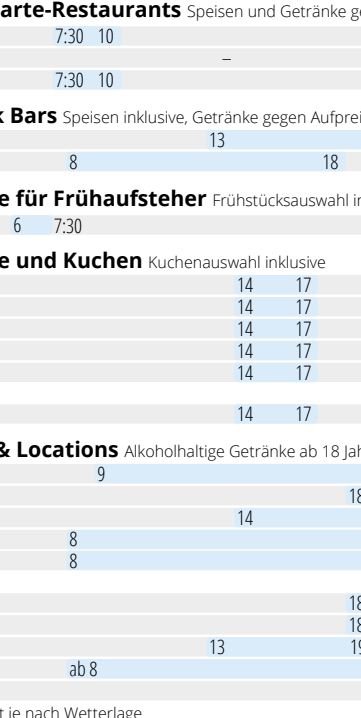 arte-Restaurants Speisen und Getränke ge
7:30 10
–
7:30 10
k Bars Speisen inklusive, Getränke gegen Aufprei
13
8 18
e für Frühaufsteher Frühstücksauswahl in
6 7:30
e und Kuchen Kuchenauswahl inklusive
14 17
14 17
14 17
14 17
14 17
14 17
& Locations Alkoholhaltige Getränke ab 18 Jah
9
18
14
8
8
18
18
13 19
ab 8
t je nach Wetterlage